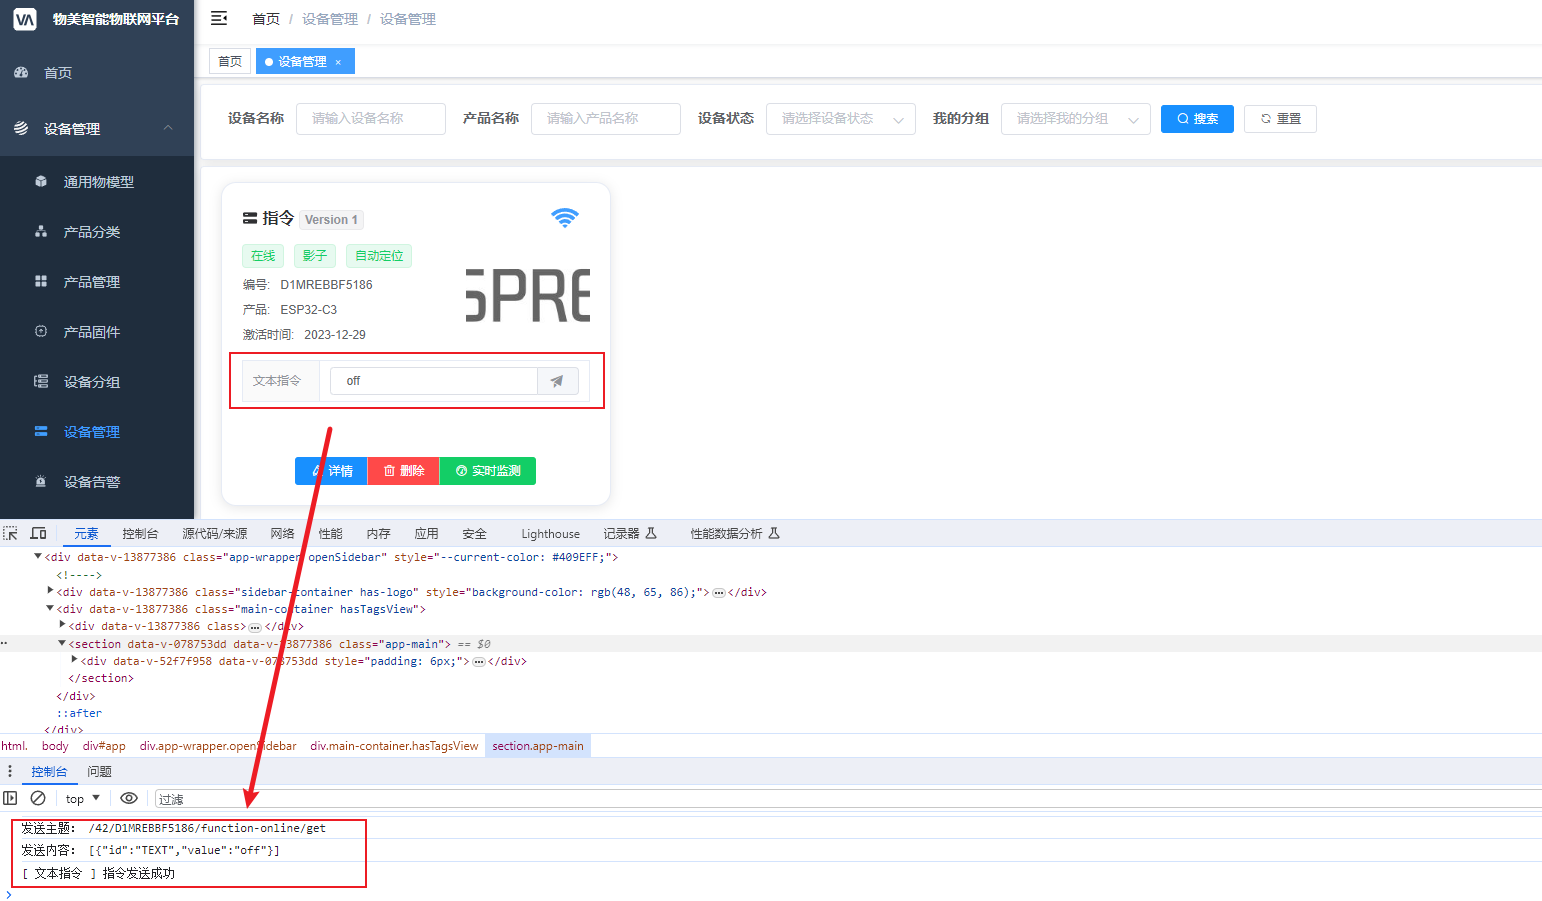 物美智能物联网平台
首页 / 设备管理 / 设备管理
首页
设备管理 ×
首页
设备管理
通用物模型
产品分类
产品管理
产品固件
设备分组
设备管理
设备告警
设备名称 请输入设备名称 产品名称 请输入产品名称 设备状态 请选择设备状态 我的分组 请选择我的分组 搜索 重置
指令 Version 1
在线 影子 自动定位
编号: D1MREBBF5186
产品: ESP32-C3
激活时间: 2023-12-29
SPRE
文本指令 off
详情 删除 实时监测
元素 控制台 源代码/来源 网络 性能 内存 应用 安全 Lighthouse 记录器 性能数据分析
<div data-v-13877386 class="app-wrapper openSidebar" style="--current-color: #409EFF;">
<!---->
<div data-v-13877386 class="sidebar-container has-logo" style="background-color: rgb(48, 65, 86);">…</div>
<div data-v-13877386 class="main-container hasTagsView">
<div data-v-13877386 class>…</div>
<section data-v-078753dd data-v-13877386 class="app-main"> == $0
<div data-v-52f7f958 data-v-078753dd style="padding: 6px;">…</div>
</section>
</div>
::after
</div>
html. body div#app div.app-wrapper.openSidebar div.main-container.hasTagsView section.app-main
控制台 问题
top 过滤
发送主题: /42/D1MREBBF5186/function-online/get
发送内容: [{"id":"TEXT","value":"off"}]
[ 文本指令 ] 指令发送成功